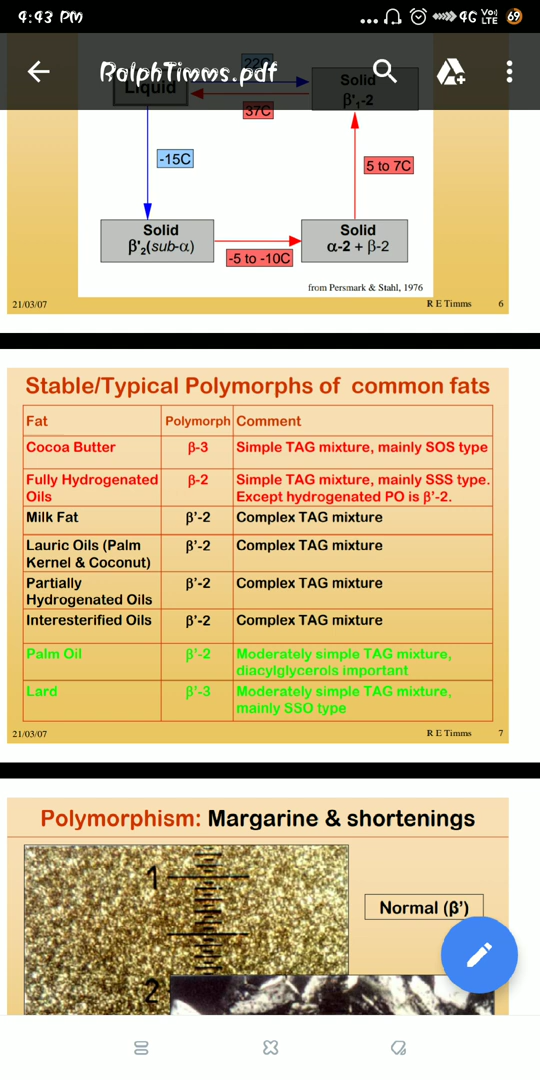 4:43 PM
4G
Vo)
LTE
69
RalphTimms.pdf
22C
Liquid
Solid
β'₁-2
37C
-15C
5 to 7C
Solid
β'₂(sub-α)
Solid
α-2 + β-2
-5 to -10C
from Persmark & Stahl, 1976
21/03/07
R E Timms
6
Stable/Typical Polymorphs of common fats
Fat Polymorph Comment
Cocoa Butter β-3 Simple TAG mixture, mainly SOS type
Fully Hydrogenated β-2 Simple TAG mixture, mainly SSS type.
Oils Except hydrogenated PO is β'-2.
Milk Fat β'-2 Complex TAG mixture
Lauric Oils (Palm β'-2 Complex TAG mixture
Kernel & Coconut)
Partially β'-2 Complex TAG mixture
Hydrogenated Oils
Interesterified Oils β'-2 Complex TAG mixture
Palm Oil β'-2 Moderately simple TAG mixture,
diacylglycerols important
Lard β'-3 Moderately simple TAG mixture,
mainly SSO type
21/03/07
R E Timms
7
Polymorphism: Margarine & shortenings
1
Normal (β')
2